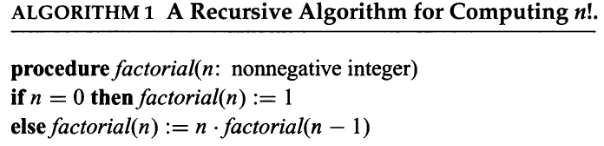 ALGORITHM 1 A Recursive Algorithm for Computing n!.
procedure factorial(n: nonnegative integer)
if n = 0 then factorial(n) := 1
else factorial(n) := n · factorial(n − 1)